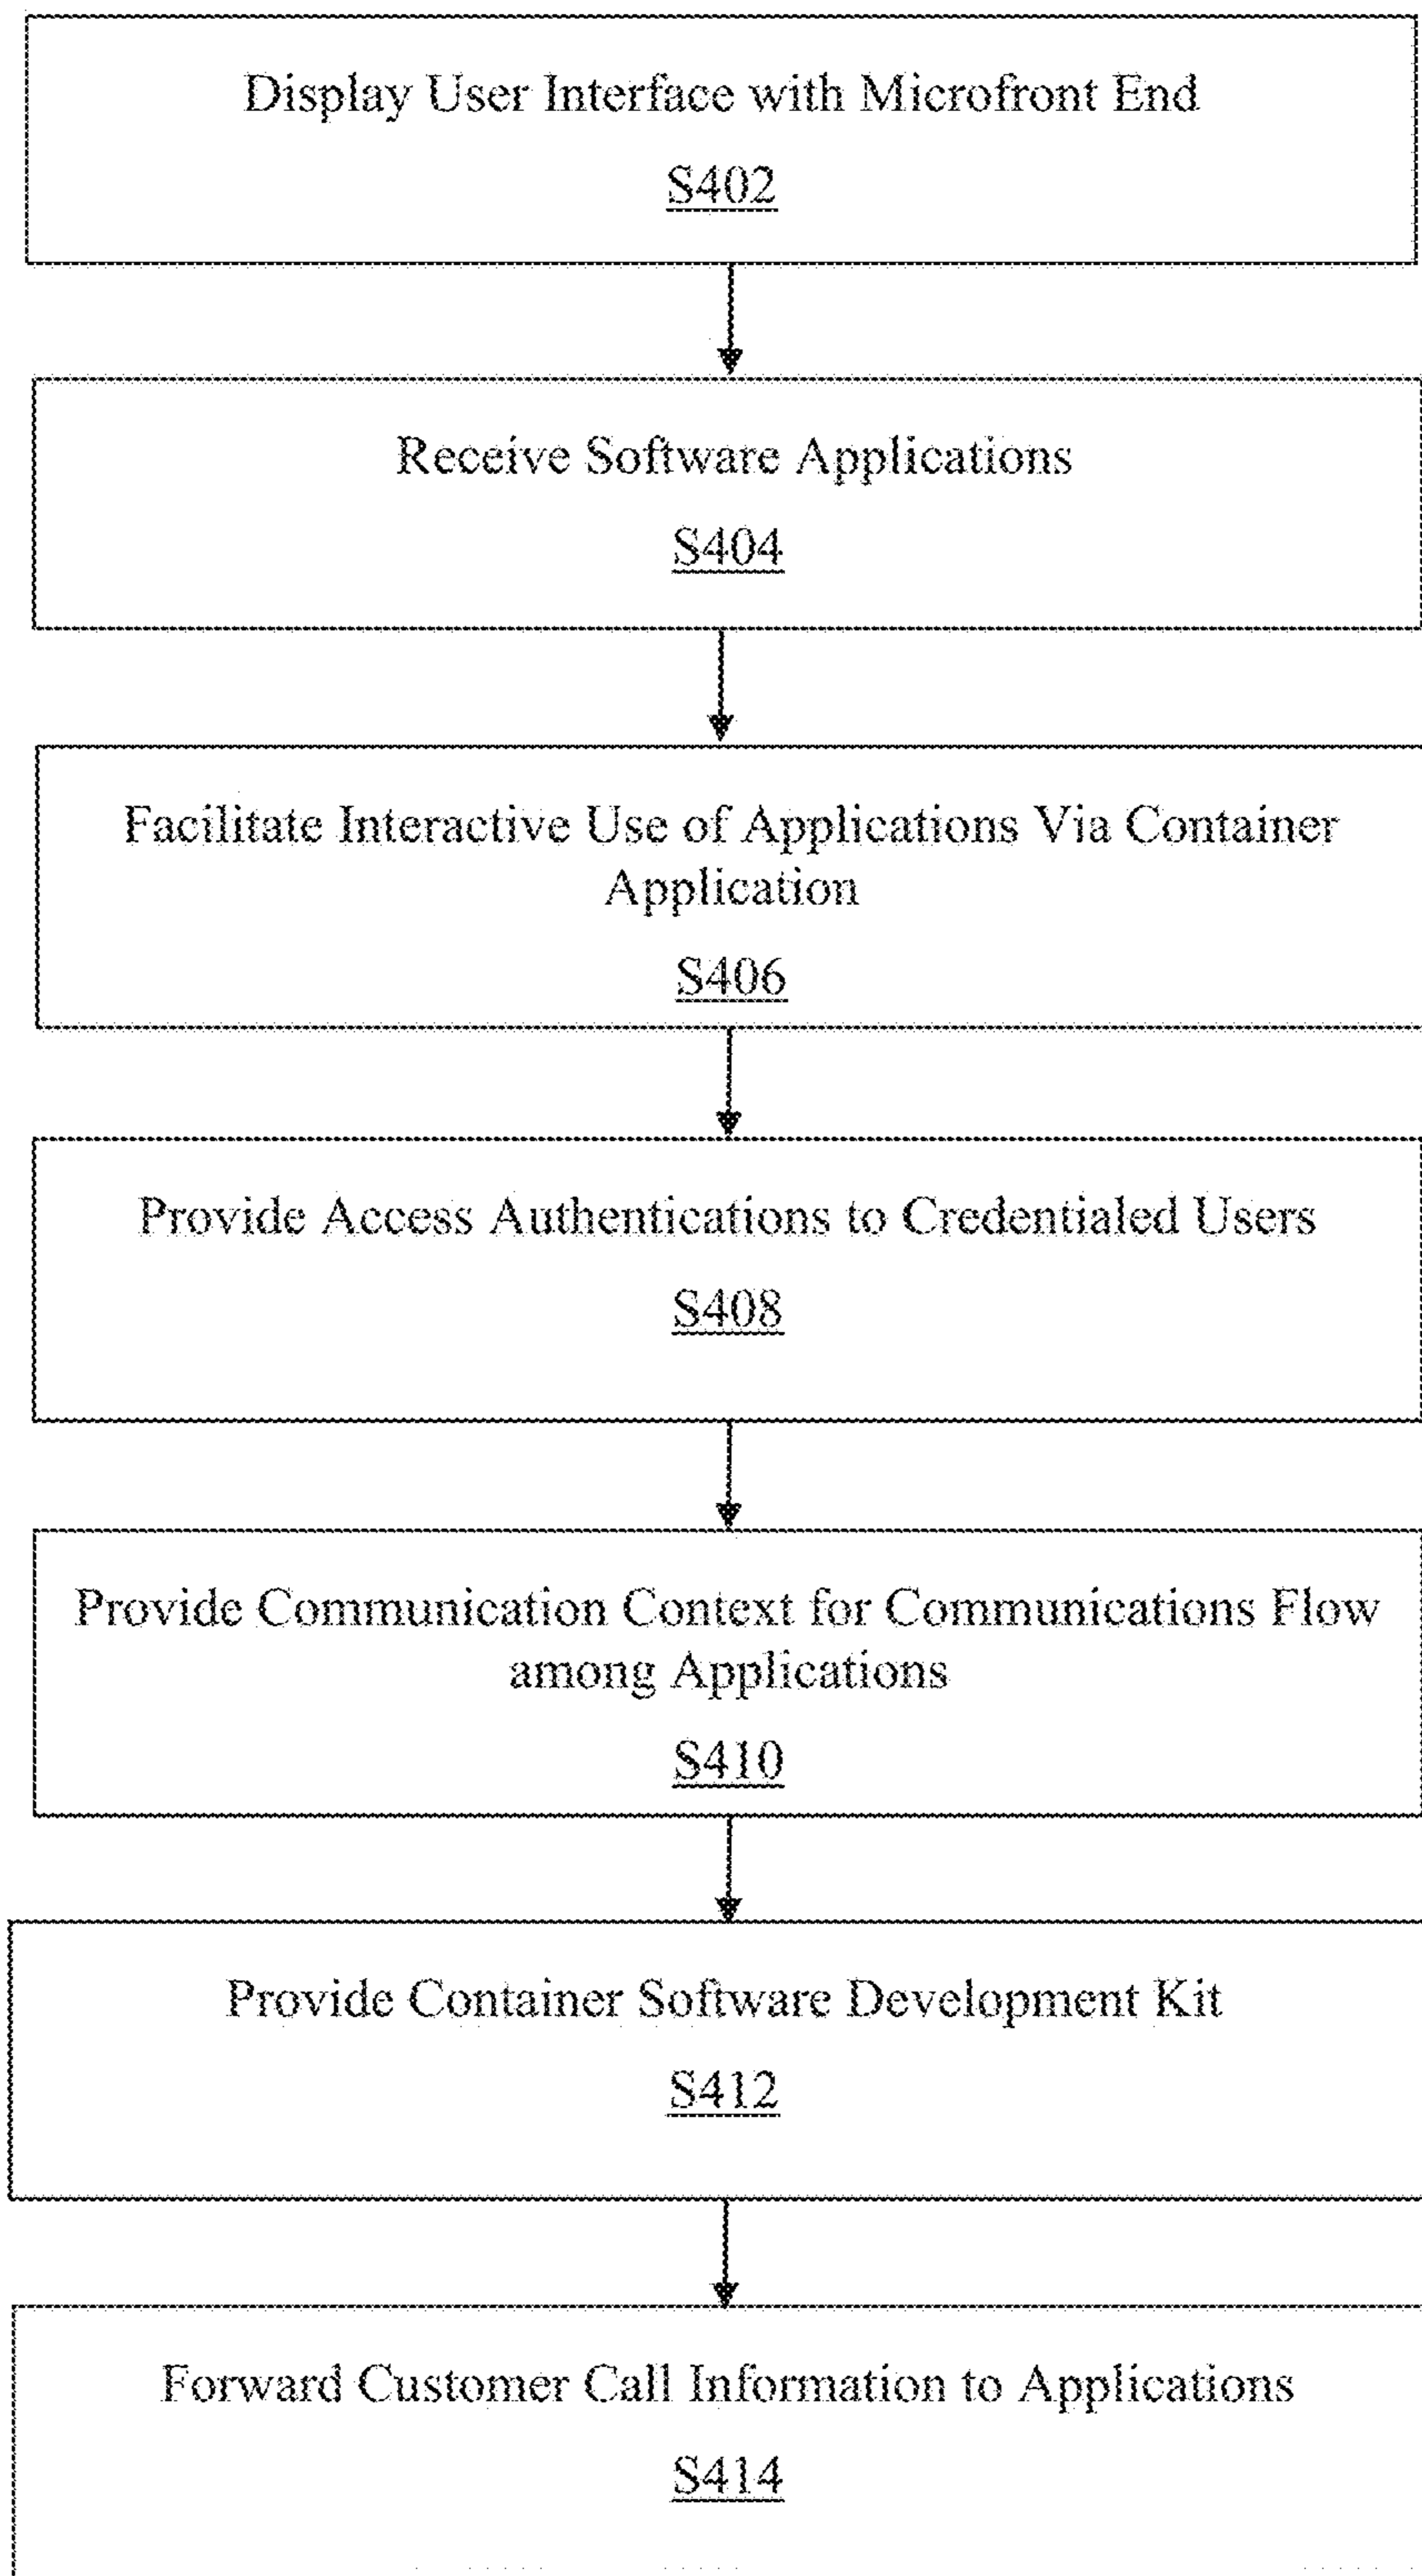 Display User Interface with Microfront End
S402
Receive Software Applications
S404
Facilitate Interactive Use of Applications Via Container
Application
S406
Provide Access Authentications to Credentialed Users
S408
Provide Communication Context for Communications Flow
among Applications
S410
Provide Container Software Development Kit
S412
Forward Customer Call Information to Applications
S414